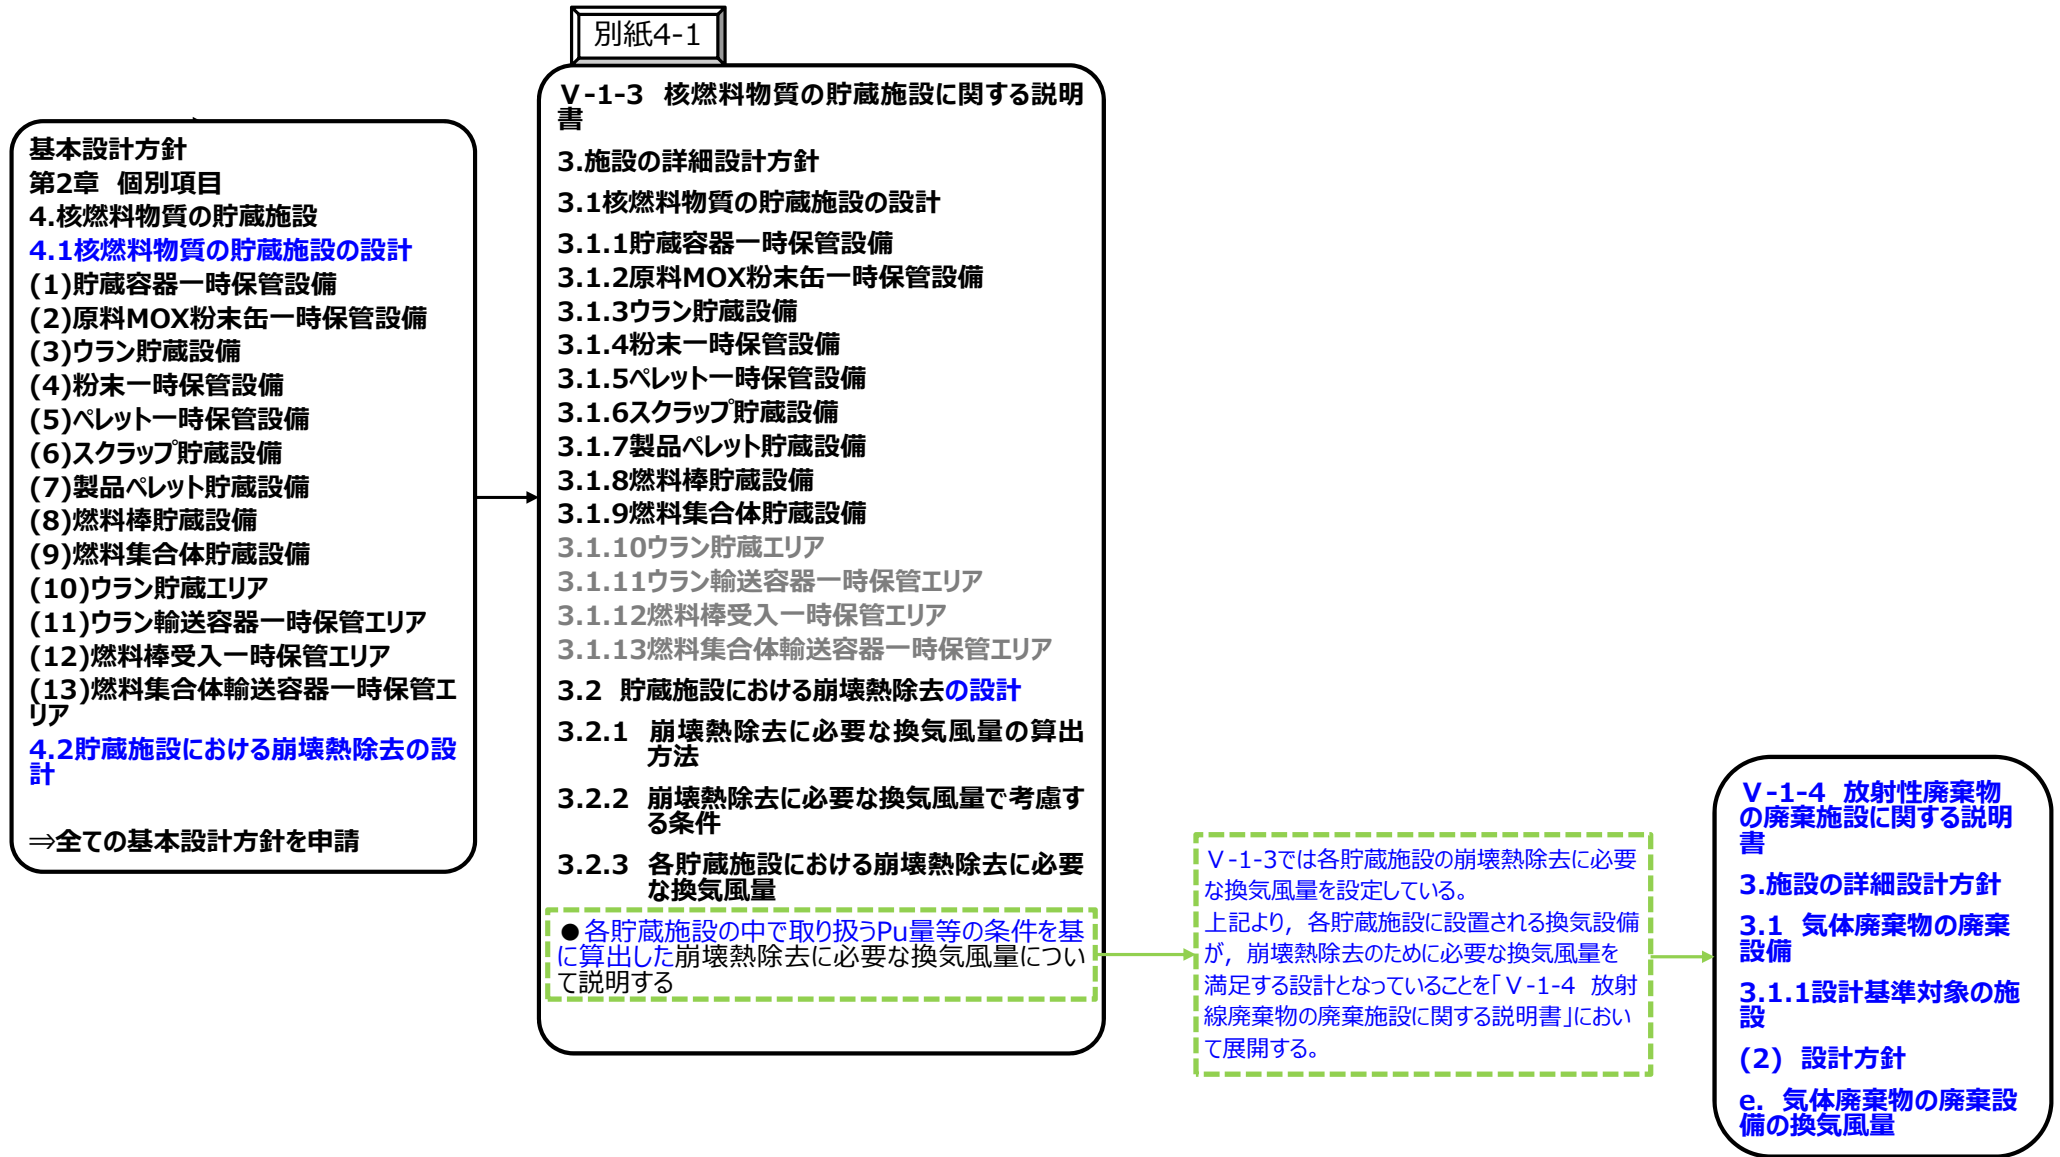 別紙4-1
基本設計方針
第2章 個別項目
4.核燃料物質の貯蔵施設
4.1核燃料物質の貯蔵施設の設計
(1)貯蔵容器一時保管設備
(2)原料MOX粉末缶一時保管設備
(3)ウラン貯蔵設備
(4)粉末一時保管設備
(5)ペレット一時保管設備
(6)スクラップ貯蔵設備
(7)製品ペレット貯蔵設備
(8)燃料棒貯蔵設備
(9)燃料集合体貯蔵設備
(10)ウラン貯蔵エリア
(11)ウラン輸送容器一時保管エリア
(12)燃料棒受入一時保管エリア
(13)燃料集合体輸送容器一時保管エ
リア
4.2貯蔵施設における崩壊熱除去の設
計
⇒全ての基本設計方針を申請
Ⅴ-1-3 核燃料物質の貯蔵施設に関する説明
書
3.施設の詳細設計方針
3.1核燃料物質の貯蔵施設の設計
3.1.1貯蔵容器一時保管設備
3.1.2原料MOX粉末缶一時保管設備
3.1.3ウラン貯蔵設備
3.1.4粉末一時保管設備
3.1.5ペレット一時保管設備
3.1.6スクラップ貯蔵設備
3.1.7製品ペレット貯蔵設備
3.1.8燃料棒貯蔵設備
3.1.9燃料集合体貯蔵設備
3.1.10ウラン貯蔵エリア
3.1.11ウラン輸送容器一時保管エリア
3.1.12燃料棒受入一時保管エリア
3.1.13燃料集合体輸送容器一時保管エリア
3.2 貯蔵施設における崩壊熱除去の設計
3.2.1 崩壊熱除去に必要な換気風量の算出
方法
3.2.2 崩壊熱除去に必要な換気風量で考慮す
る条件
3.2.3 各貯蔵施設における崩壊熱除去に必要
な換気風量
●各貯蔵施設の中で取り扱うPu量等の条件を基
に算出した崩壊熱除去に必要な換気風量につい
て説明する
Ⅴ-1-3では各貯蔵施設の崩壊熱除去に必要
な換気風量を設定している。
上記より，各貯蔵施設に設置される換気設備
が，崩壊熱除去のために必要な換気風量を
満足する設計となっていることを「Ⅴ-1-4 放射
線廃棄物の廃棄施設に関する説明書」におい
て展開する。
Ⅴ-1-4 放射性廃棄物
の廃棄施設に関する説明
書
3.施設の詳細設計方針
3.1 気体廃棄物の廃棄
設備
3.1.1設計基準対象の施
設
(2) 設計方針
e. 気体廃棄物の廃棄設
備の換気風量